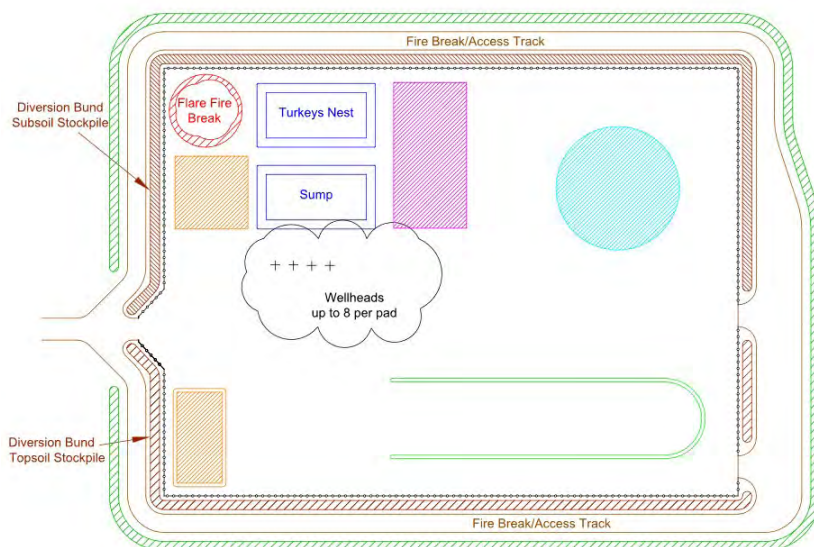 Fire Break/Access Track
Diversion Bund
Subsoil Stockpile
Flare Fire
Break
Turkeys Nest
Sump
Wellheads
up to 8 per pad
Diversion Bund
Topsoil Stockpile
Fire Break/Access Track